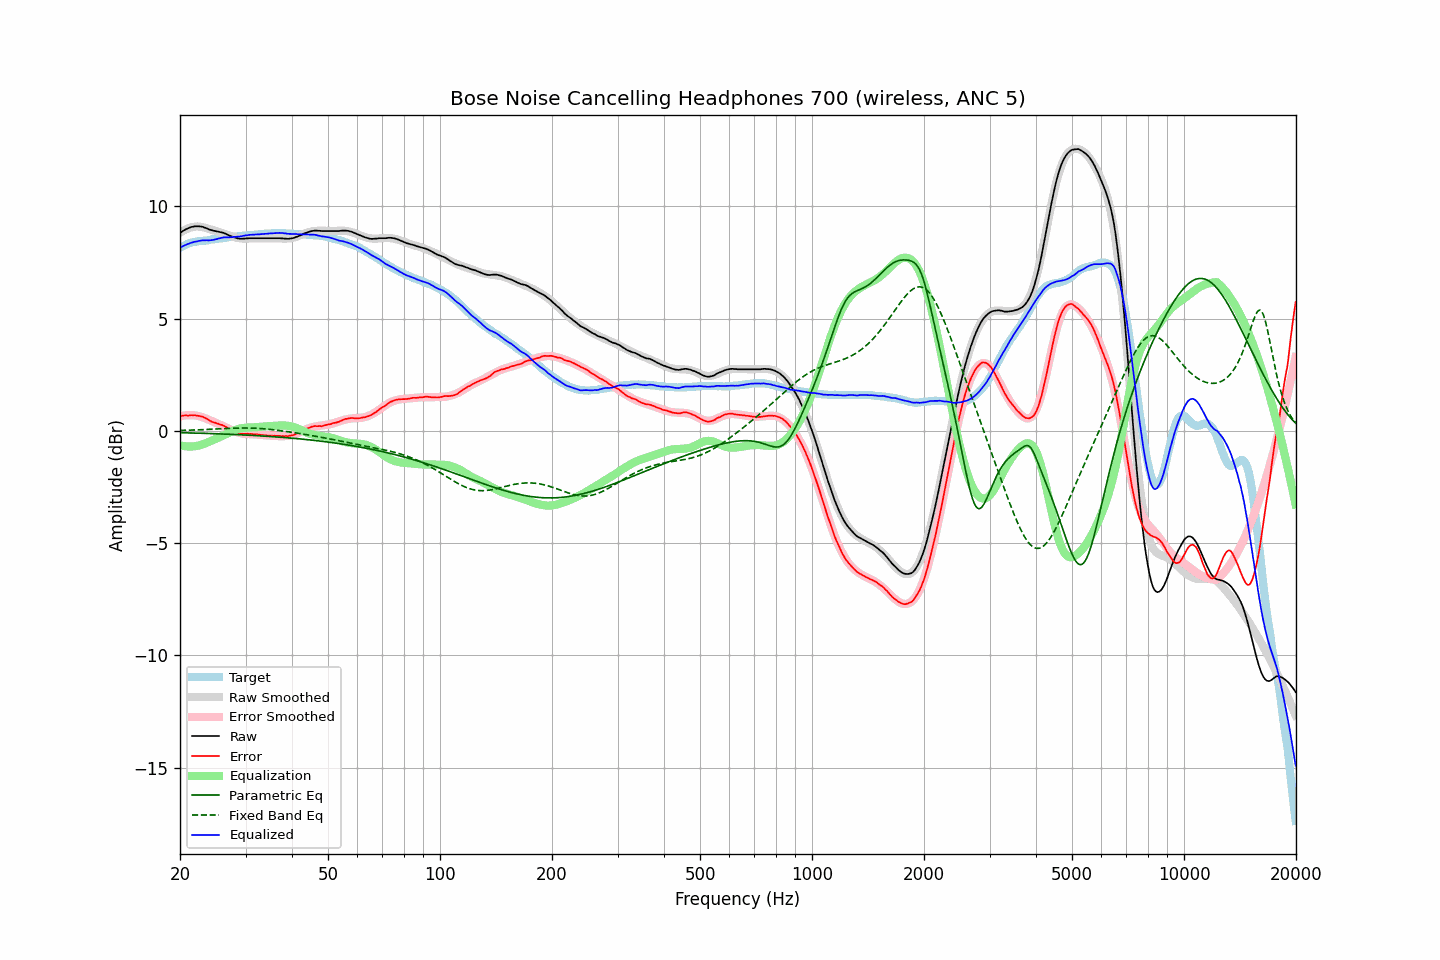 Bose Noise Cancelling Headphones 700 (wireless, ANC 5)
Amplitude (dBr)
10
5
0
−5
−10
−15
Target
Raw Smoothed
Error Smoothed
Raw
Error
Equalization
Parametric Eq
Fixed Band Eq
Equalized
20 50 100 200 500 1000 2000 5000 10000 20000
Frequency (Hz)